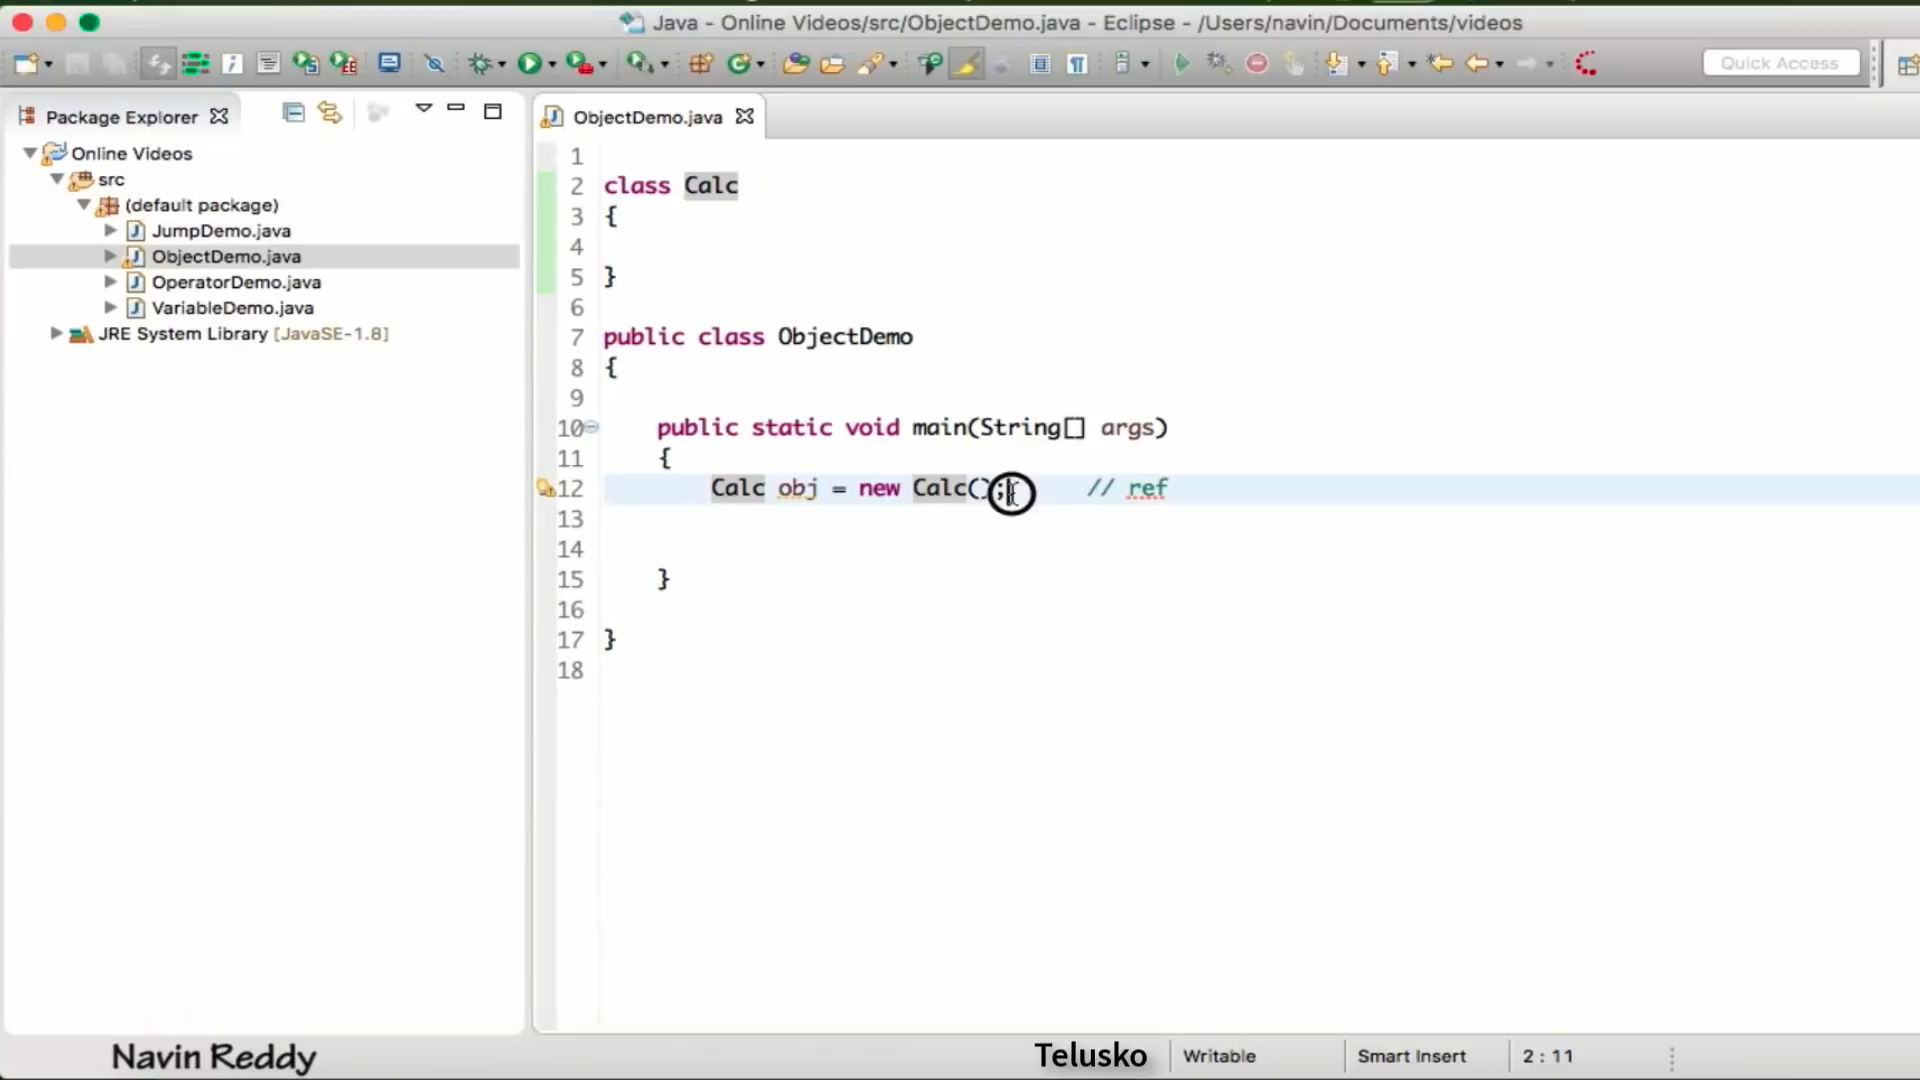 Java - Online Videos/src/ObjectDemo.java - Eclipse - /Users/navin/Documents/videos
Quick Access
Package Explorer
Online Videos
src
(default package)
JumpDemo.java
ObjectDemo.java
OperatorDemo.java
VariableDemo.java
JRE System Library [JavaSE-1.8]
ObjectDemo.java
1
2 class Calc
3 {
4
5 }
6
7 public class ObjectDemo
8 {
9
10 public static void main(String[] args)
11 {
12 Calc obj = new Calc(); // ref
13
14
15 }
16
17 }
18
Navin Reddy
Telusko
Writable
Smart Insert
2 : 11